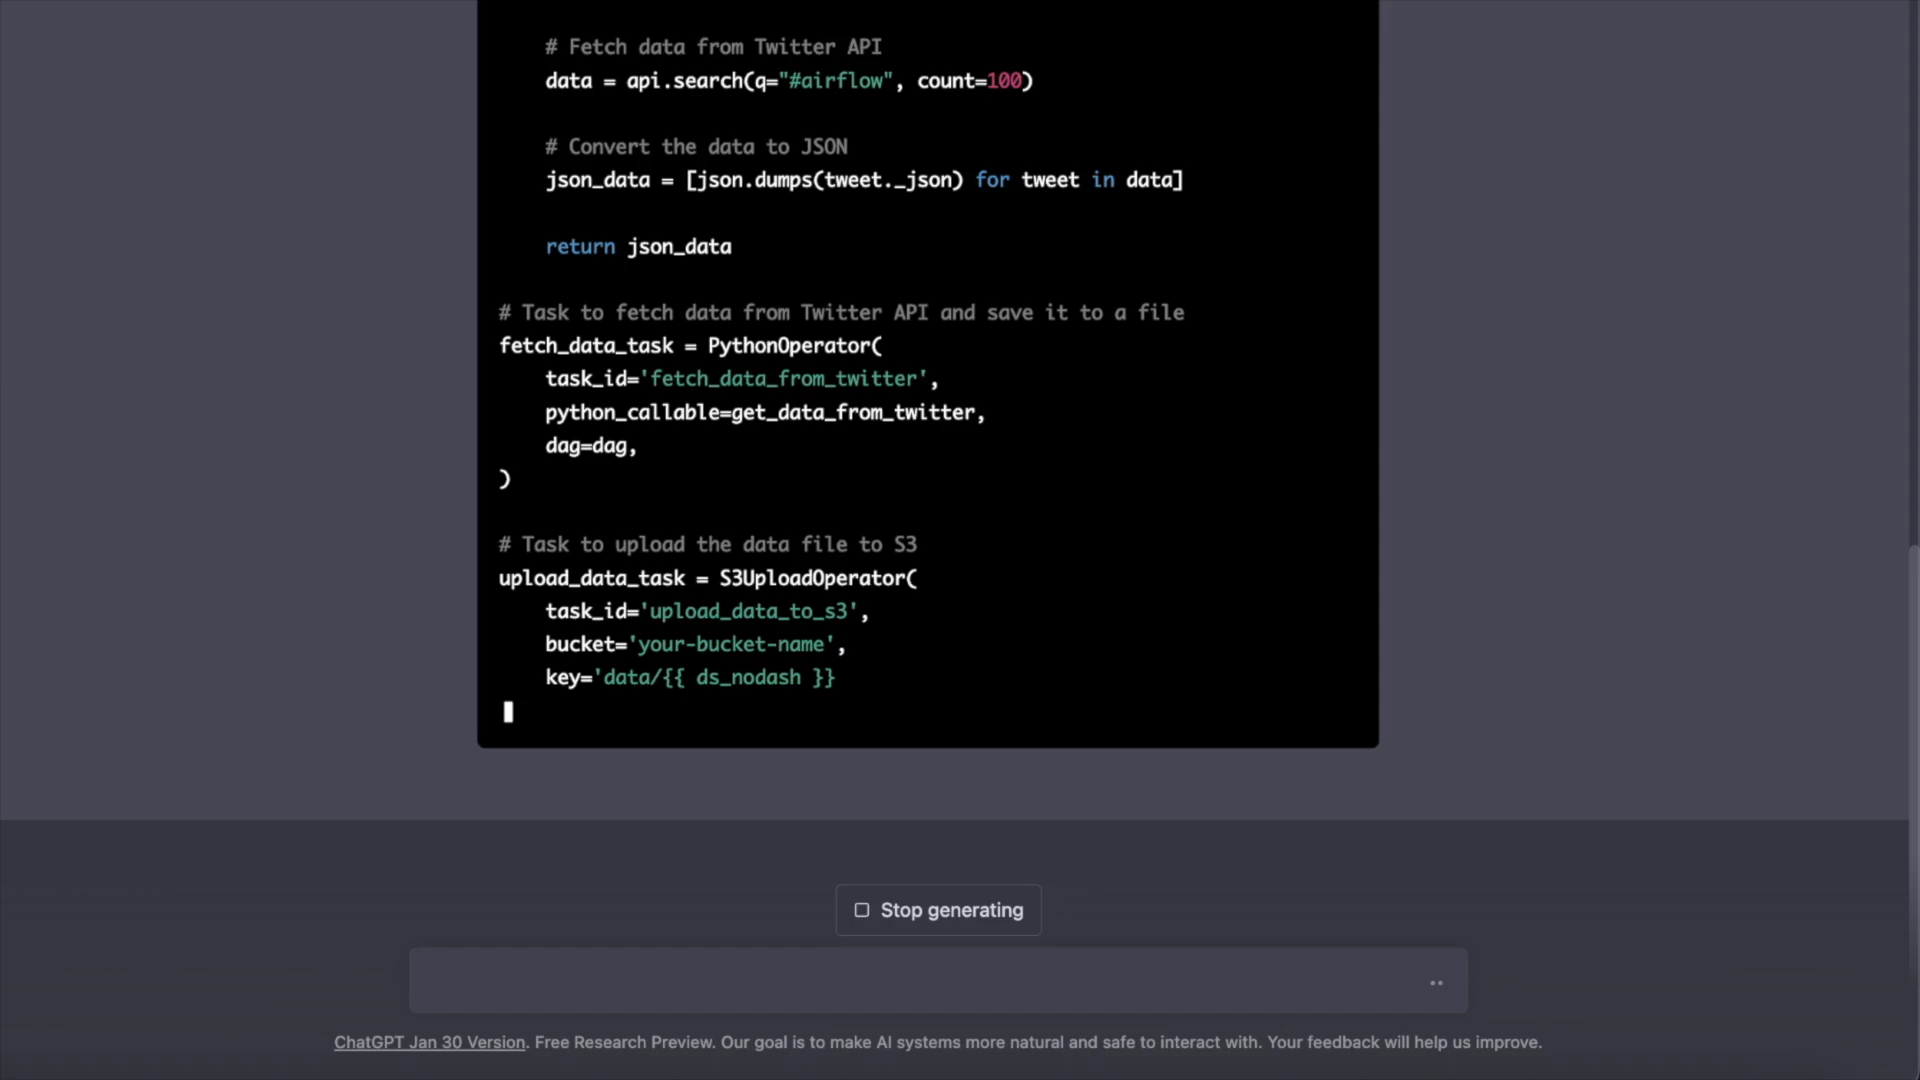 # Fetch data from Twitter API
data = api.search(q="#airflow", count=100)
# Convert the data to JSON
json_data = [json.dumps(tweet._json) for tweet in data]
return json_data
# Task to fetch data from Twitter API and save it to a file
fetch_data_task = PythonOperator(
task_id='fetch_data_from_twitter',
python_callable=get_data_from_twitter,
dag=dag,
)
# Task to upload the data file to S3
upload_data_task = S3UploadOperator(
task_id='upload_data_to_s3',
bucket='your-bucket-name',
key='data/{{ ds_nodash }}
Stop generating
ChatGPT Jan 30 Version. Free Research Preview. Our goal is to make AI systems more natural and safe to interact with. Your feedback will help us improve.